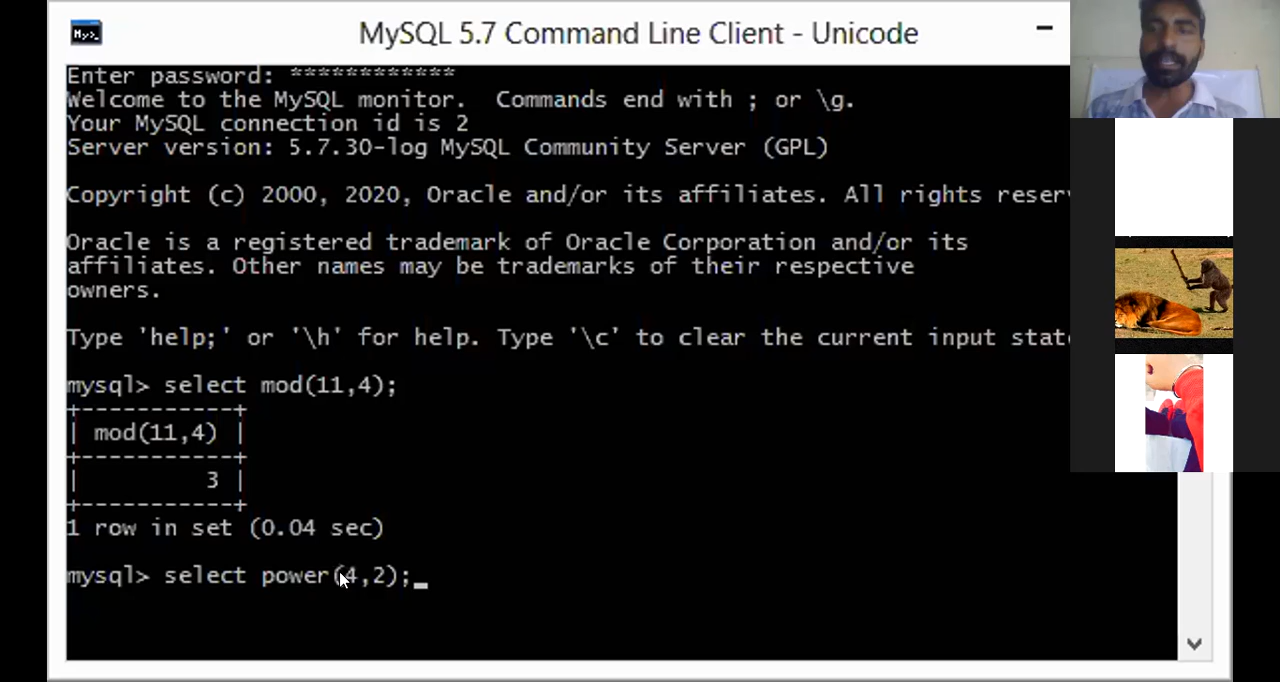 MySQL 5.7 Command Line Client - Unicode
Enter password: ************
Welcome to the MySQL monitor.  Commands end with ; or \g.
Your MySQL connection id is 2
Server version: 5.7.30-log MySQL Community Server (GPL)
Copyright (c) 2000, 2020, Oracle and/or its affiliates. All rights reser
Oracle is a registered trademark of Oracle Corporation and/or its
affiliates. Other names may be trademarks of their respective
owners.
Type 'help;' or '\h' for help. Type '\c' to clear the current input stat
mysql> select mod(11,4);
+-----------+
| mod(11,4) |
+-----------+
|         3 |
+-----------+
1 row in set (0.04 sec)
mysql> select power(4,2);_